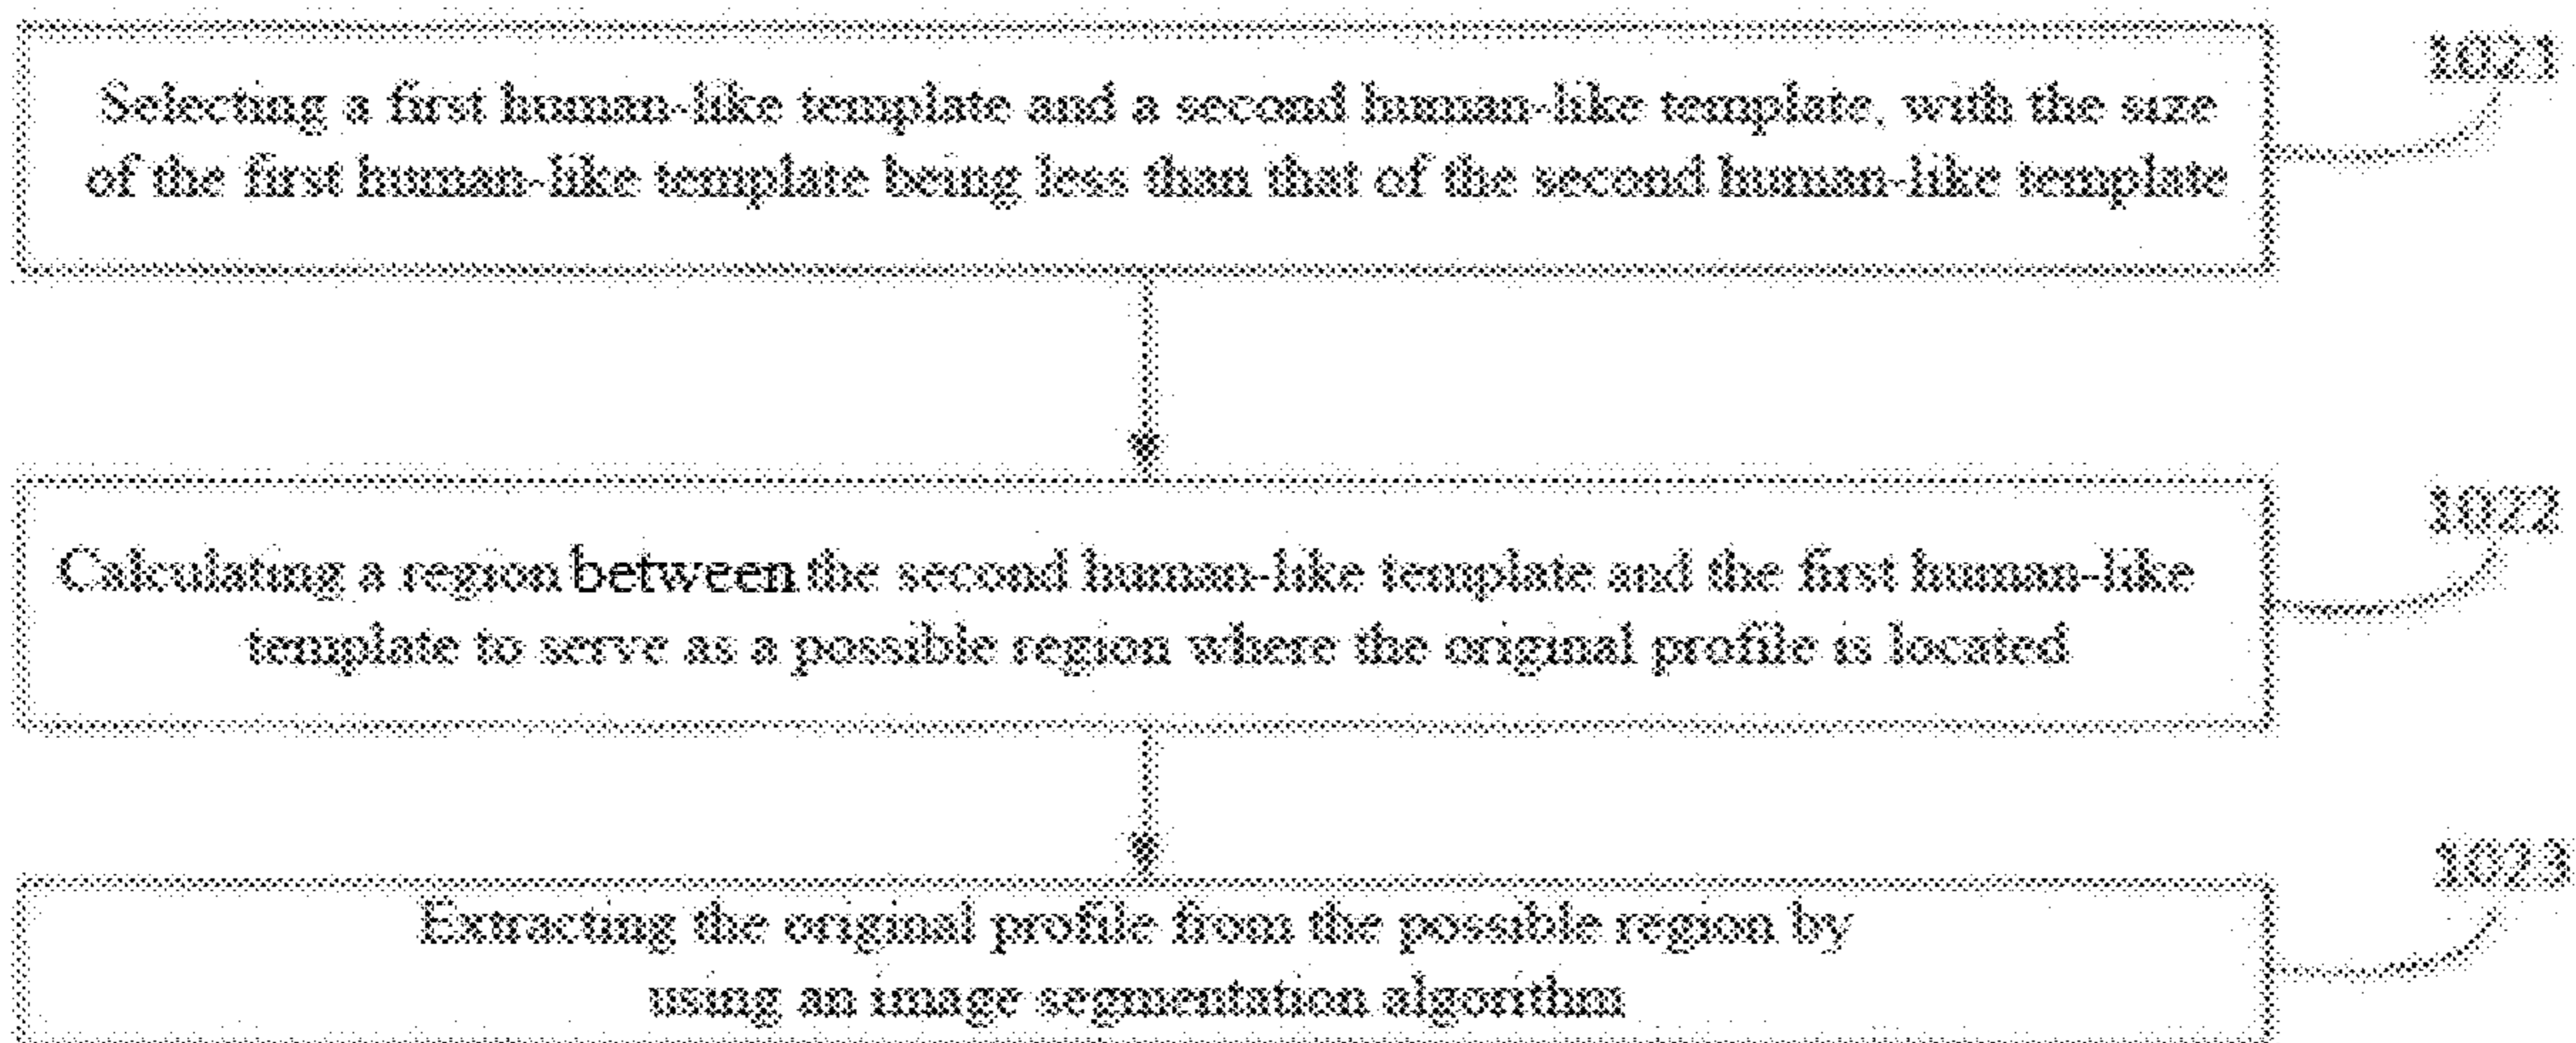 1021
Selecting a first human-like template and a second human-like template, with the size
of the first human-like template being less than that of the second human-like template
1022
Calculating a region between the second human-like template and the first human-like
template to serve as a possible region where the original profile is located
1023
Extracting the original profile from the possible region by
using an image segmentation algorithm